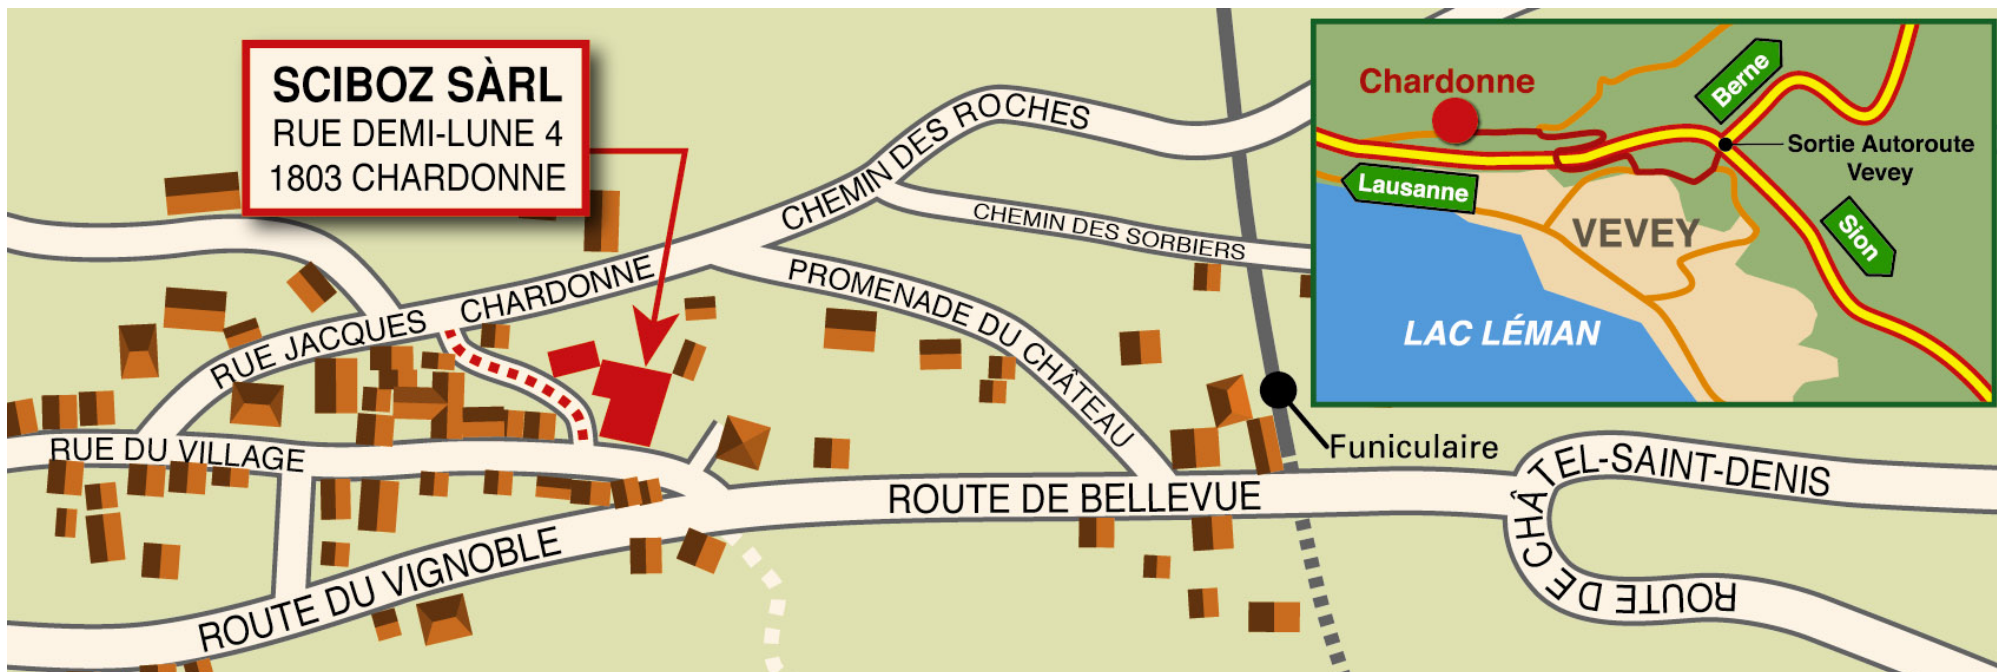 SCIBOZ SÀRL
RUE DEMI-LUNE 4
1803 CHARDONNE
CHEMIN DES ROCHES
CHEMIN DES SORBIERS
RUE JACQUES CHARDONNE
PROMENADE DU CHÂTEAU
RUE DU VILLAGE
Funiculaire
ROUTE DE BELLEVUE
ROUTE DU VIGNOBLE
ROUTE DE CHÂTEL-SAINT-DENIS
Chardonne
Berne
Sortie Autoroute
Vevey
Lausanne
VEVEY
Sion
LAC LÉMAN